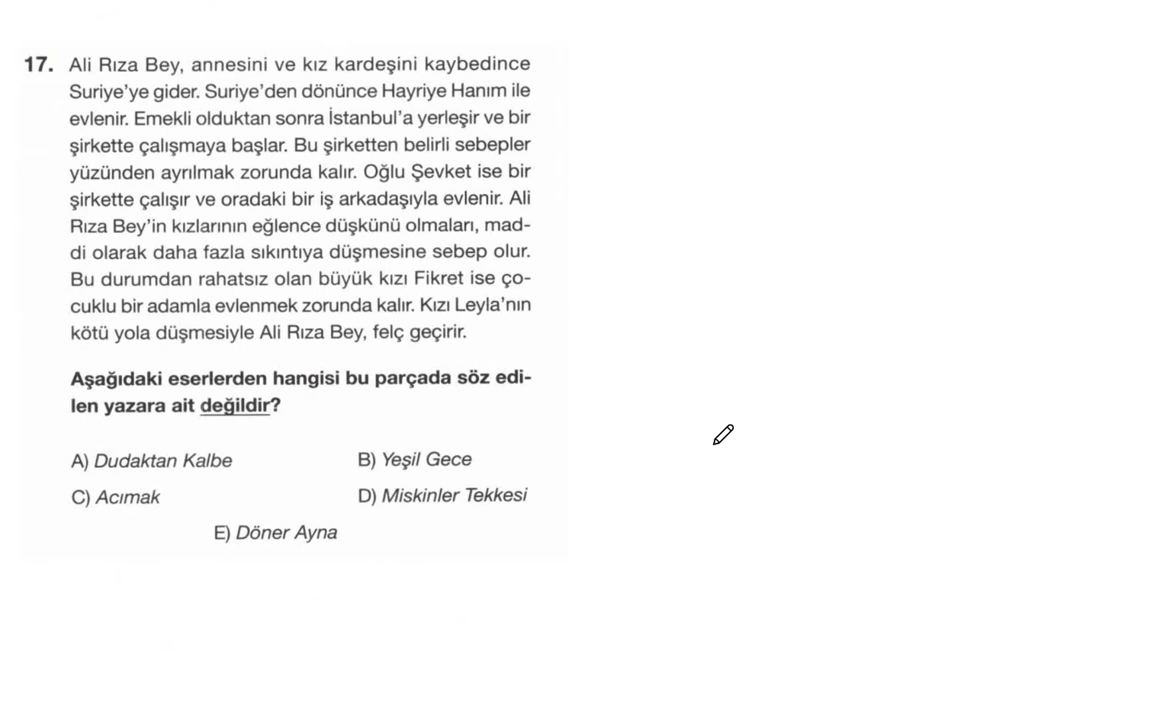 17. Ali Rıza Bey, annesini ve kız kardeşini kaybedince
Suriye’ye gider. Suriye’den dönünce Hayriye Hanım ile
evlenir. Emekli olduktan sonra İstanbul’a yerleşir ve bir
şirkette çalışmaya başlar. Bu şirketten belirli sebepler
yüzünden ayrılmak zorunda kalır. Oğlu Şevket ise bir
şirkette çalışır ve oradaki bir iş arkadaşıyla evlenir. Ali
Rıza Bey’in kızlarının eğlence düşkünü olmaları, mad-
di olarak daha fazla sıkıntıya düşmesine sebep olur.
Bu durumdan rahatsız olan büyük kızı Fikret ise ço-
cuklu bir adamla evlenmek zorunda kalır. Kızı Leyla’nın
kötü yola düşmesiyle Ali Rıza Bey, felç geçirir.
Aşağıdaki eserlerden hangisi bu parçada söz edi-
len yazara ait değildir?
A) Dudaktan Kalbe B) Yeşil Gece
C) Acımak D) Miskinler Tekkesi
E) Döner Ayna